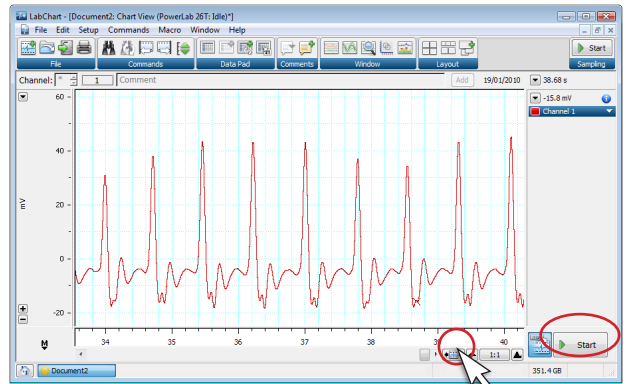 LabChart - [Document2: Chart View (PowerLab 26T: Idle)*]
File Edit Setup Commands Macro Window Help
Start
File Commands Data Pad Comments Window Layout Sampling
Channel: * 1 Comment Add 19/01/2010 38.68 s
-15.8 mV
Channel 1
60
40
20
0
-20
mV
M
34 35 36 37 38 39 40
1:1
Start
Document2
351.4 GB